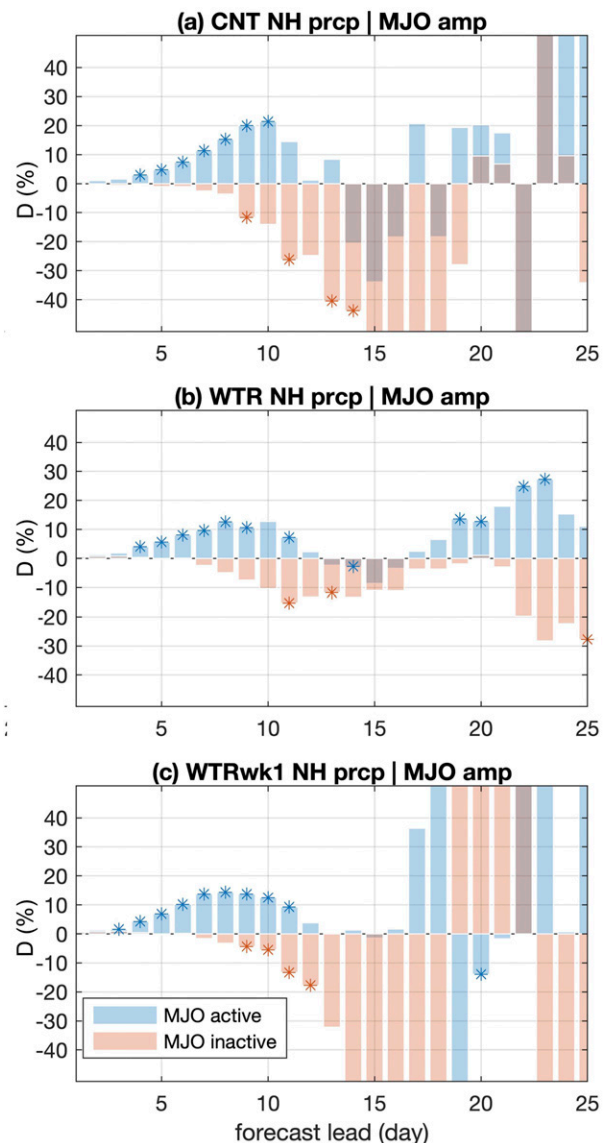 (a) CNT NH prcp | MJO amp
40
30
20
10
0
-10
-20
-30
-40
D (%)
5 10 15 20 25
(b) WTR NH prcp | MJO amp
40
30
20
10
0
-10
-20
-30
-40
D (%)
5 10 15 20 25
(c) WTRwk1 NH prcp | MJO amp
40
30
20
10
0
-10
-20
-30
-40
D (%)
MJO active
MJO inactive
5 10 15 20 25
forecast lead (day)